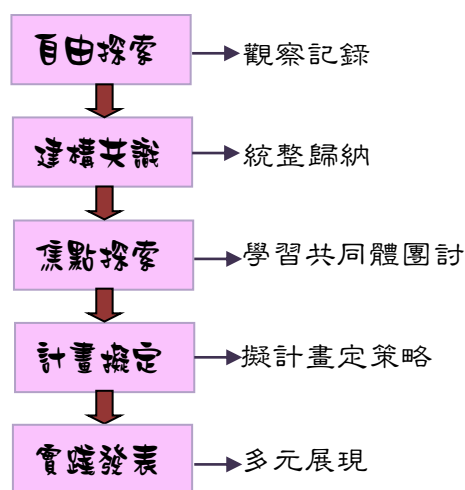 自由探索 觀察記錄
建構共識 統整歸納
焦點探索 學習共同體團討
計畫擬定 擬計畫定策略
實踐發表 多元展現